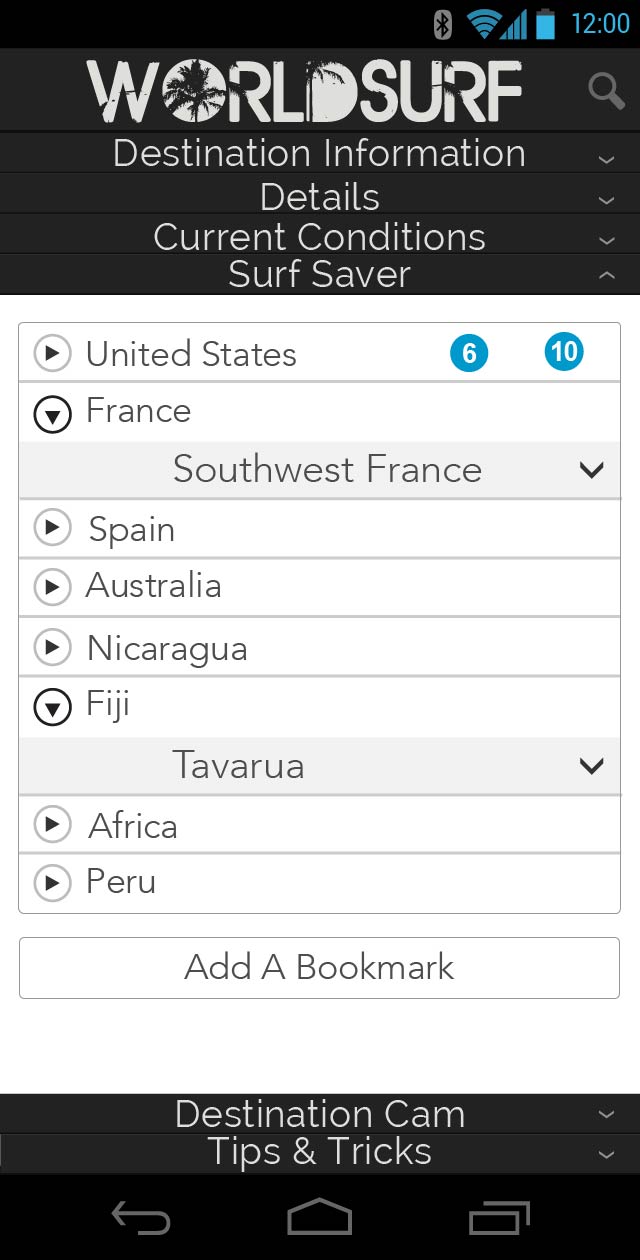 12:00
WORLDSURF
Destination Information
Details
Current Conditions
Surf Saver
United States 6 10
France
Southwest France
Spain
Australia
Nicaragua
Fiji
Tavarua
Africa
Peru
Add A Bookmark
Destination Cam
Tips & Tricks